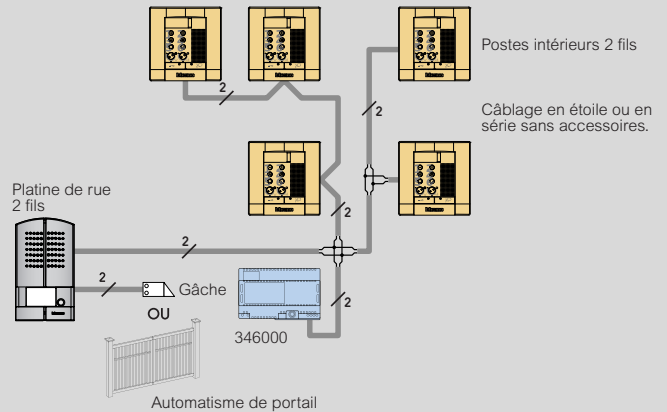 2
2
Postes intérieurs 2 fils
Câblage en étoile ou en
série sans accessoires.
2
Platine de rue
2 fils
2
2
Gâche
2
OU
346000
Automatisme de portail